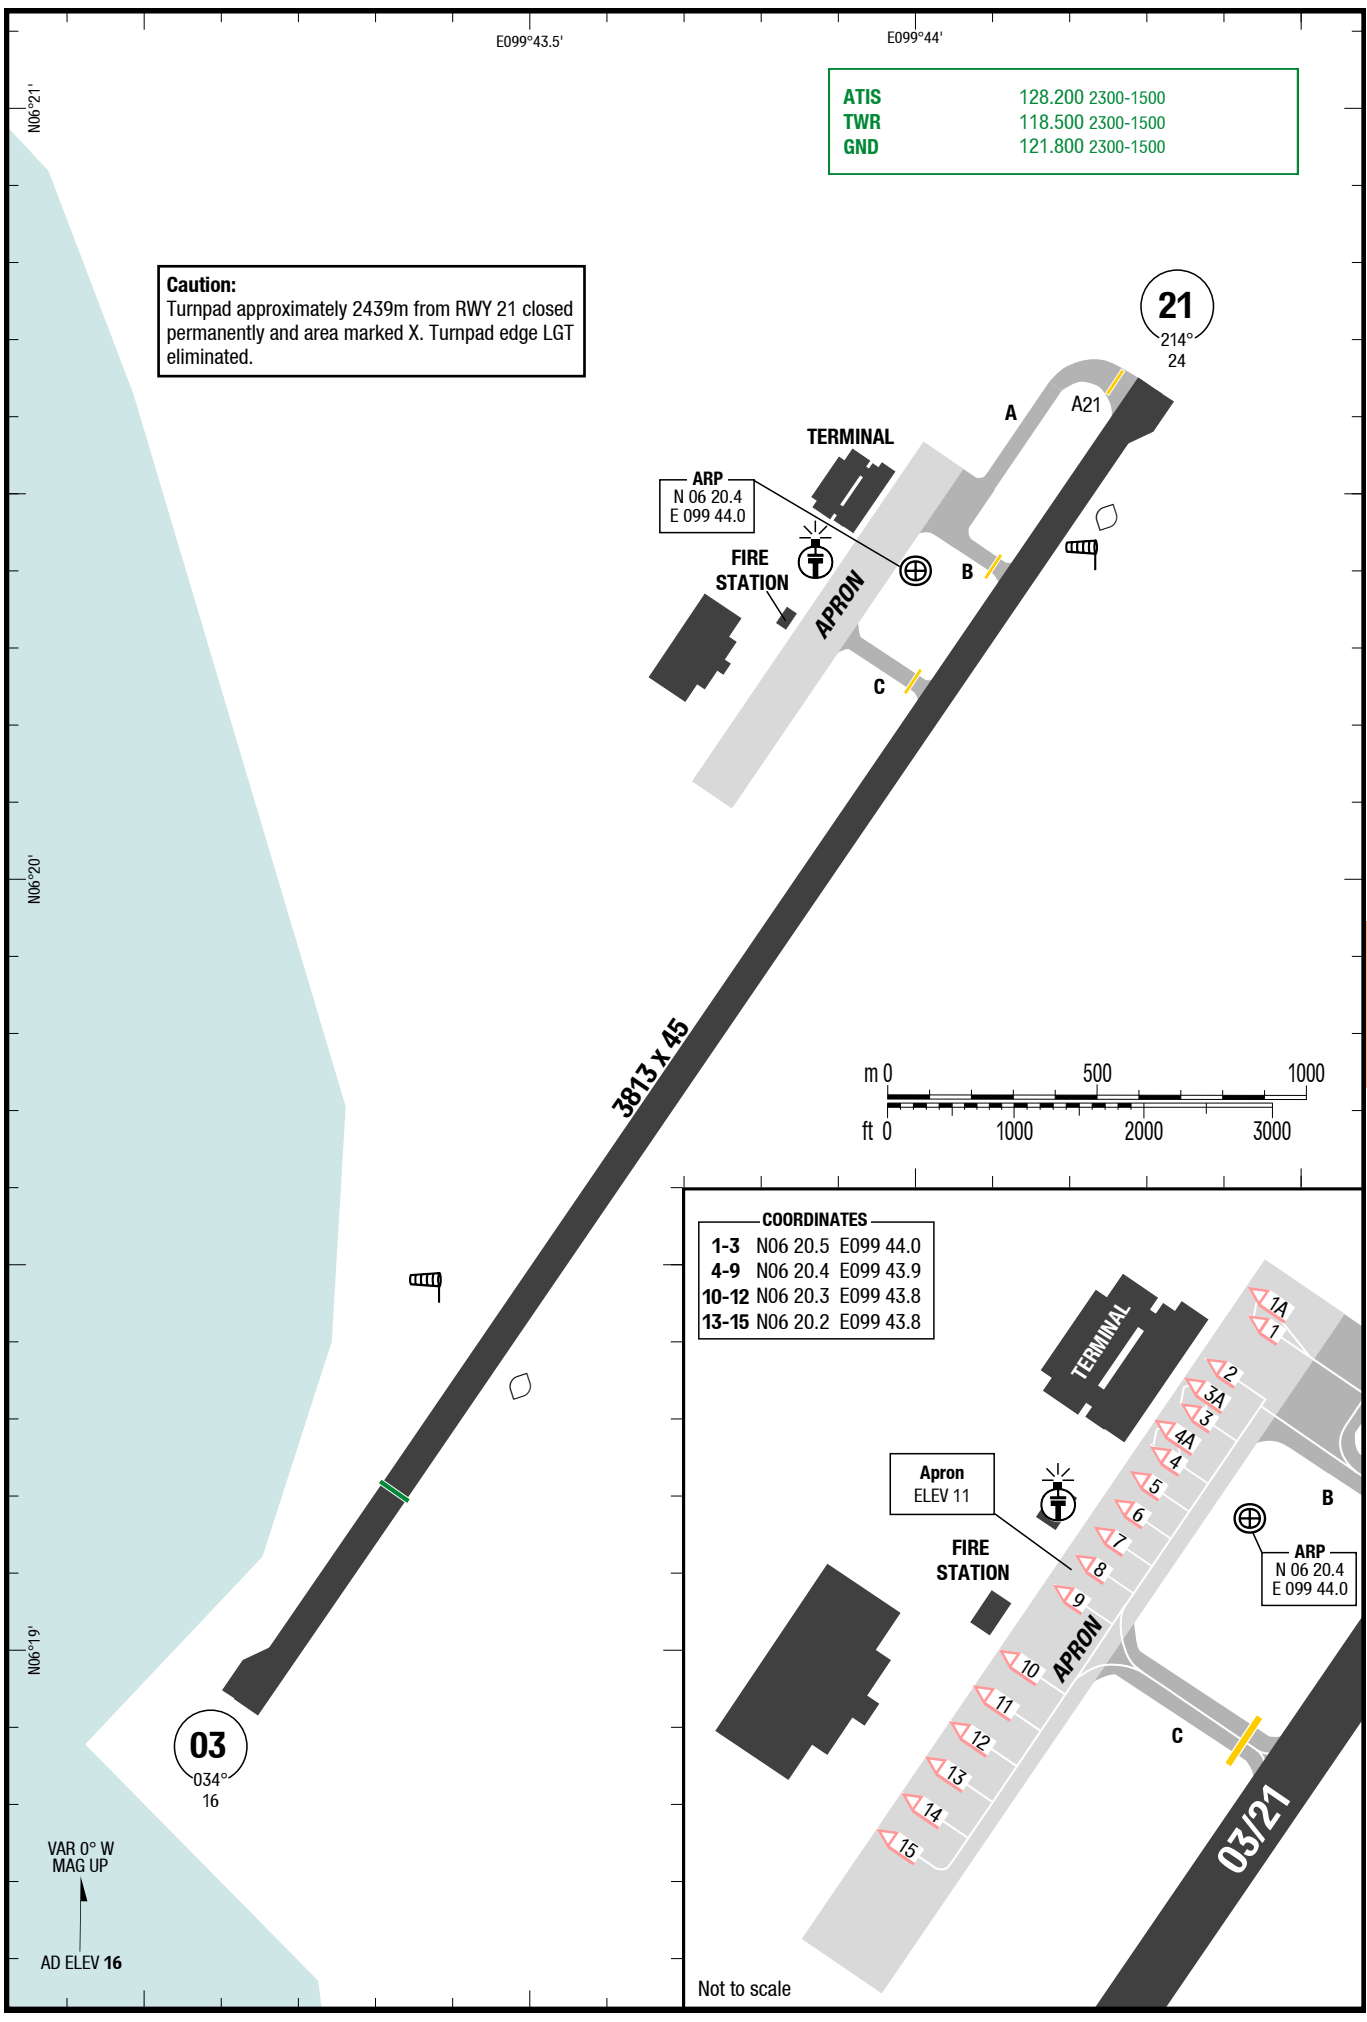 E099°43.5'
E099°44'
N06°21'
ATIS 128.200 2300-1500
TWR 118.500 2300-1500
GND 121.800 2300-1500
Caution:
Turnpad approximately 2439m from RWY 21 closed
permanently and area marked X. Turnpad edge LGT
eliminated.
21
214°
24
A
A21
TERMINAL
ARP
N 06 20.4
E 099 44.0
FIRE
STATION
APRON
B
C
N06°20'
3813 x 45
m 0 500 1000
ft 0 1000 2000 3000
COORDINATES
1-3 N06 20.5 E099 44.0
4-9 N06 20.4 E099 43.9
10-12 N06 20.3 E099 43.8
13-15 N06 20.2 E099 43.8
TERMINAL
1A
1
2
3A
3
4A
4
5
6
7
8
9
10
11
12
13
14
15
Apron
ELEV 11
FIRE
STATION
APRON
B
ARP
N 06 20.4
E 099 44.0
C
03/21
Not to scale
N06°19'
03
034°
16
VAR 0° W
MAG UP
AD ELEV 16